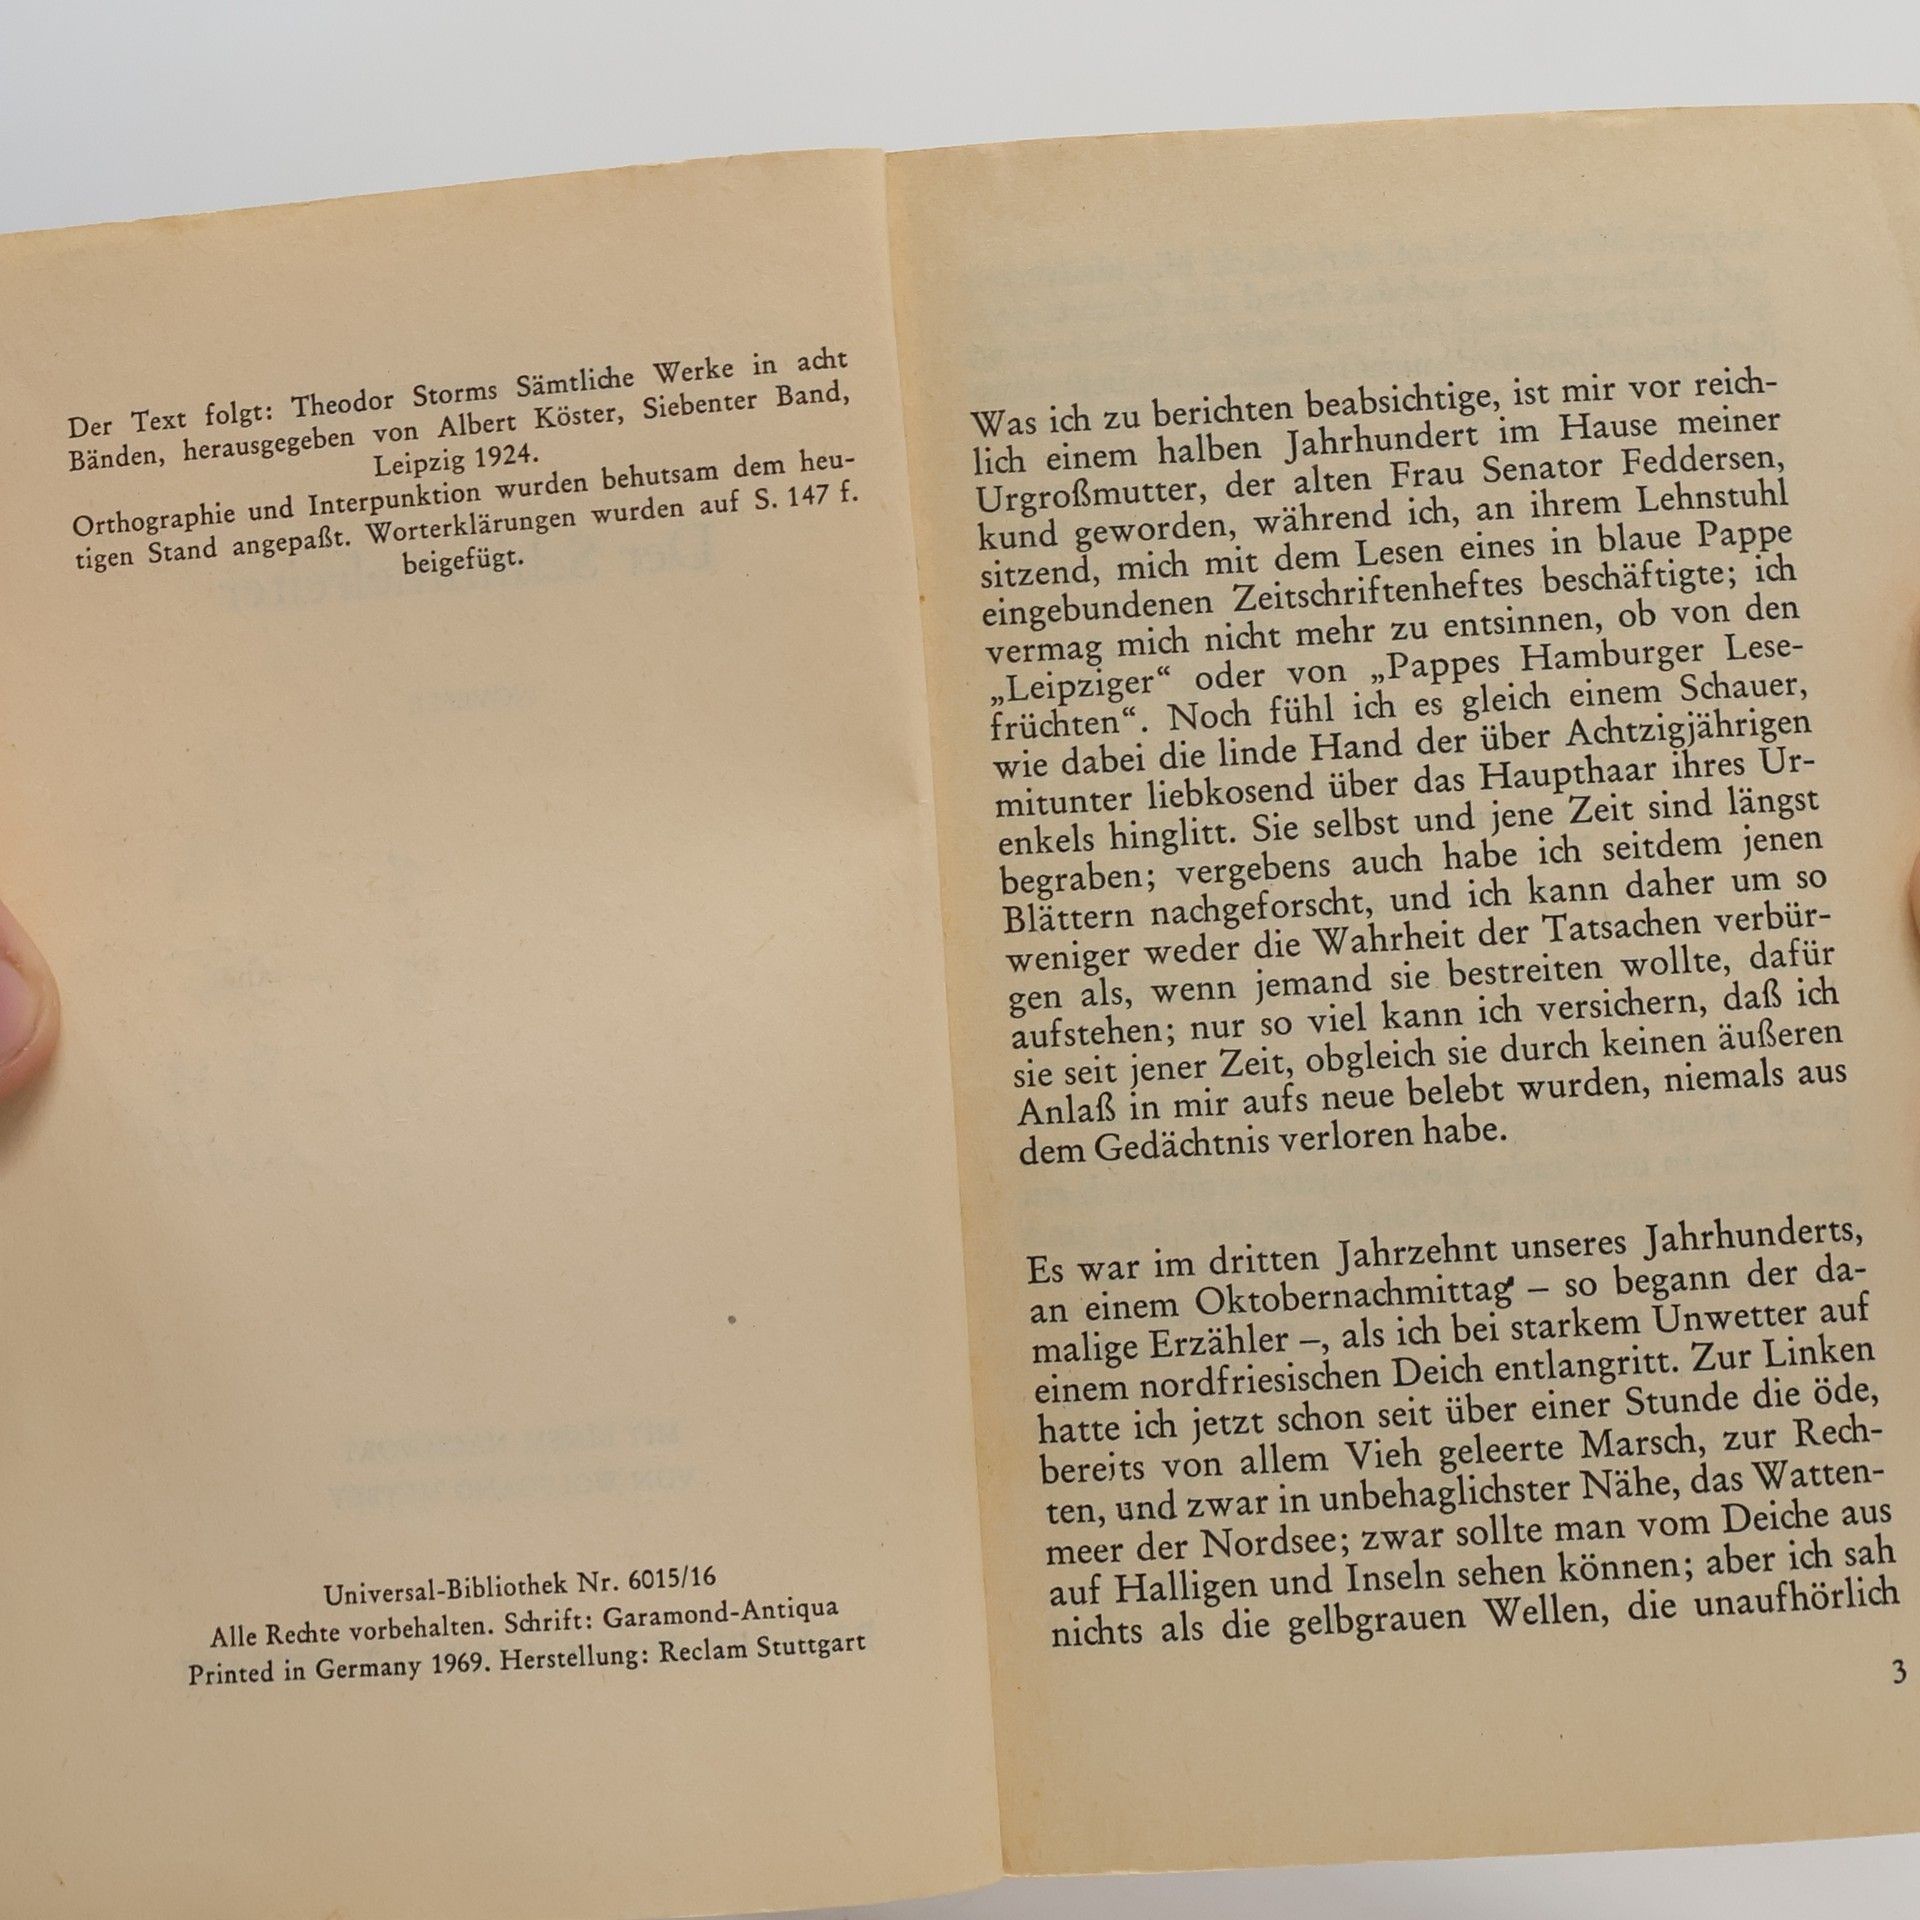 Der Text folgt: Theodor Storms Sämtliche Werke in acht
Bänden, herausgegeben von Albert Köster, Siebenter Band,
Leipzig 1924.
Orthographie und Interpunktion wurden behutsam dem heu-
tigen Stand angepaßt. Worterklärungen wurden auf S. 147 f.
beigefügt.
Universal-Bibliothek Nr. 6015/16
Alle Rechte vorbehalten. Schrift: Garamond-Antiqua
Printed in Germany 1969. Herstellung: Reclam Stuttgart
Was ich zu berichten beabsichtige, ist mir vor reich-
lich einem halben Jahrhundert im Hause meiner
Urgroßmutter, der alten Frau Senator Feddersen,
kund geworden, während ich, an ihrem Lehnstuhl
sitzend, mich mit dem Lesen eines in blaue Pappe
eingebundenen Zeitschriftenheftes beschäftigte; ich
vermag mich nicht mehr zu entsinnen, ob von den
„Leipziger“ oder von „Pappes Hamburger Lese-
früchten“. Noch fühl ich es gleich einem Schauer,
wie dabei die linde Hand der über Achtzigjährigen
mitunter liebkosend über das Haupthaar ihres Ur-
enkels hinglitt. Sie selbst und jene Zeit sind längst
begraben; vergebens auch habe ich seitdem jenen
Blättern nachgeforscht, und ich kann daher um so
weniger weder die Wahrheit der Tatsachen verbür-
gen als, wenn jemand sie bestreiten wollte, dafür
aufstehen; nur so viel kann ich versichern, daß ich
sie seit jener Zeit, obgleich sie durch keinen äußeren
Anlaß in mir aufs neue belebt wurden, niemals aus
dem Gedächtnis verloren habe.
Es war im dritten Jahrzehnt unseres Jahrhunderts,
an einem Oktobernachmittag – so begann der da-
malige Erzähler –, als ich bei starkem Unwetter auf
einem nordfriesischen Deich entlangritt. Zur Linken
hatte ich jetzt schon seit über einer Stunde die öde,
bereits von allem Vieh geleerte Marsch, zur Rech-
ten, und zwar in unbehaglichster Nähe, das Watten-
meer der Nordsee; zwar sollte man vom Deiche aus
auf Halligen und Inseln sehen können; aber ich sah
nichts als die gelbgrauen Wellen, die unaufhörlich
3